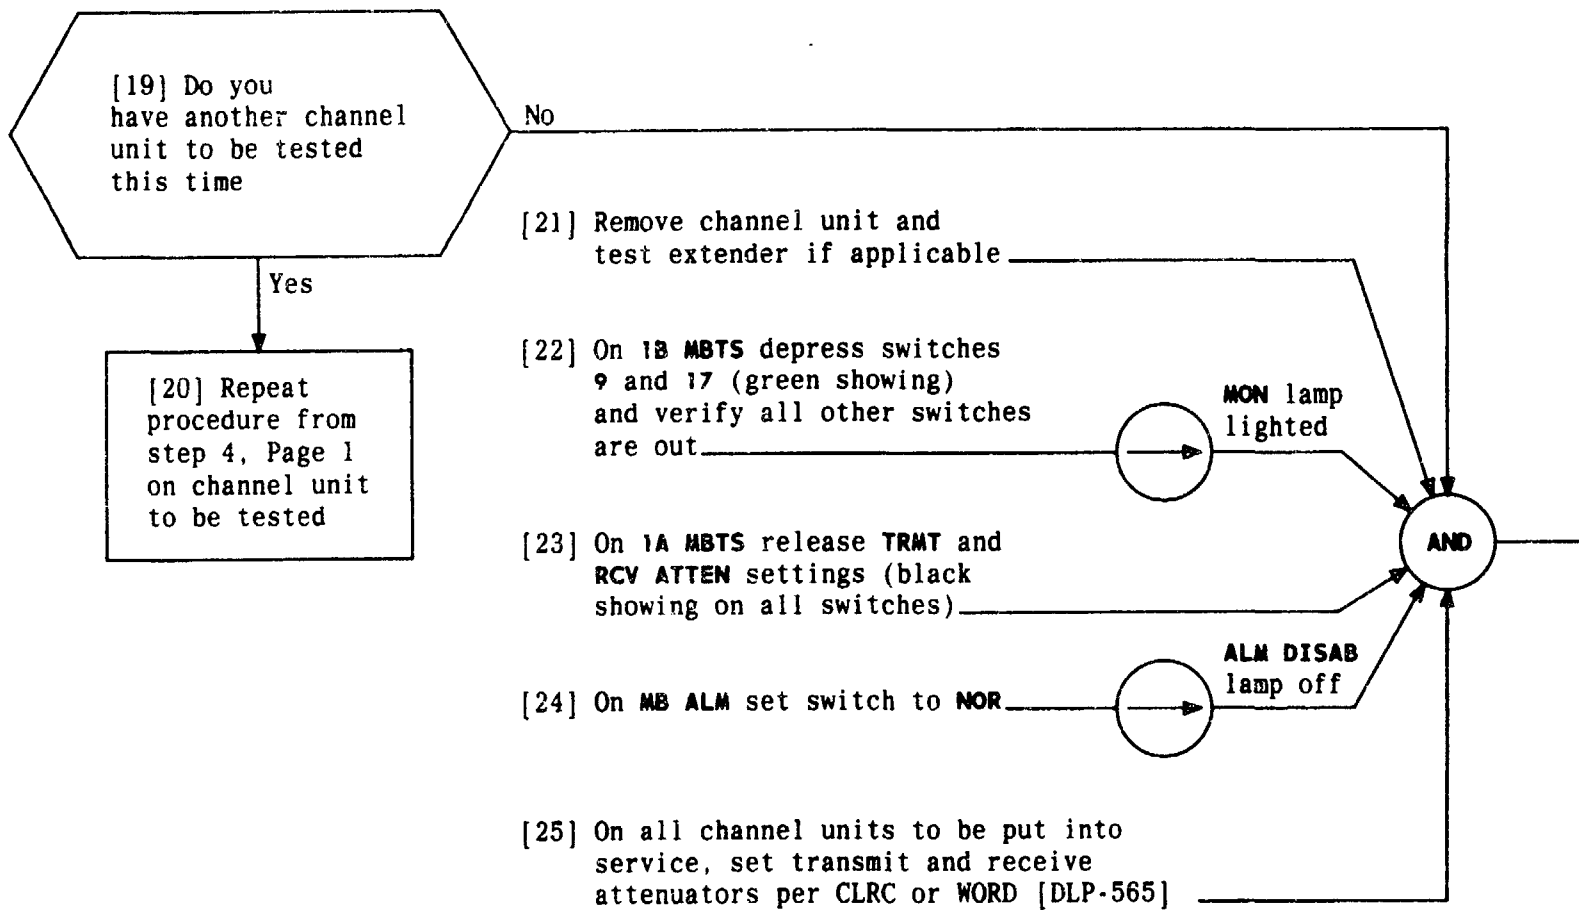 [19] Do you
have another channel
unit to be tested
this time
No
Yes
[20] Repeat
procedure from
step 4, Page 1
on channel unit
to be tested
[21] Remove channel unit and
test extender if applicable
[22] On 1B MBTS depress switches
9 and 17 (green showing)
and verify all other switches
are out
MON lamp
lighted
[23] On 1A MBTS release TRMT and
RCV ATTEN settings (black
showing on all switches)
AND
[24] On MB ALM set switch to NOR
ALM DISAB
lamp off
[25] On all channel units to be put into
service, set transmit and receive
attenuators per CLRC or WORD [DLP-565]